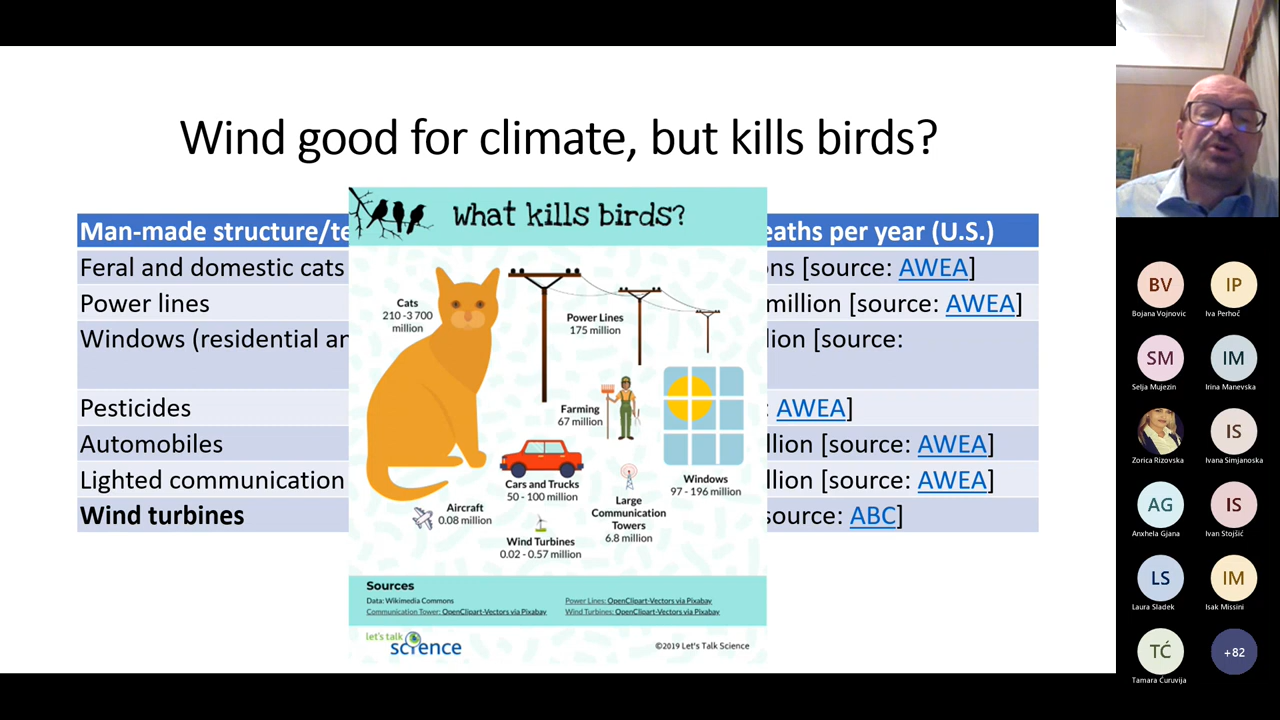 Wind good for climate, but kills birds?
Man-made structure/te
eaths per year (U.S.)
Feral and domestic cats
ons [source: AWEA]
Power lines
million [source: AWEA]
Windows (residential an
lion [source:
Pesticides
: AWEA]
Automobiles
llion [source: AWEA]
Lighted communication
llion [source: AWEA]
Wind turbines
source: ABC]
What kills birds?
Cats
210 -3 700
million
Power Lines
175 million
Farming
67 million
Cars and Trucks
50 - 100 million
Windows
97 - 196 million
Aircraft
0.08 million
Large
Communication
Towers
6.8 million
Wind Turbines
0.02 - 0.57 million
Sources
Data: Wikimedia Commons
Communication Tower: OpenClipart-Vectors via Pixabay
Power Lines: OpenClipart-Vectors via Pixabay
Wind Turbines: OpenClipart-Vectors via Pixabay
let's talk
science
©2019 Let's Talk Science
BV
Bojana Vojnovic
IP
Iva Perhoč
SM
Selja Mujezin
IM
Irina Manevska
Zorica Rizovska
IS
Ivana Simjanoska
AG
Anxhela Gjana
IS
Ivan Stojšić
LS
Laura Sladek
IM
Isak Missini
TĆ
Tamara Ćuruvija
+82